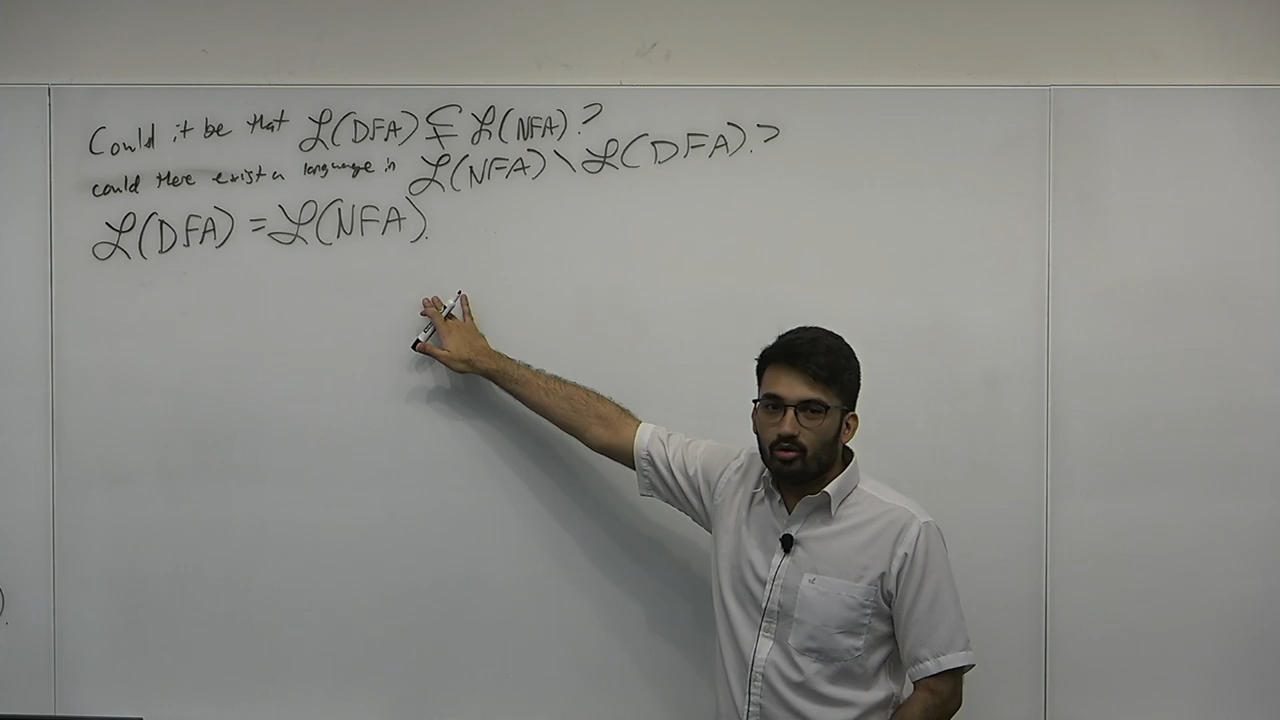 Could it be that ℒ(DFA) ⊊ ℒ(NFA)?
could there exist a language in ℒ(NFA) \ ℒ(DFA)?
ℒ(DFA) = ℒ(NFA).